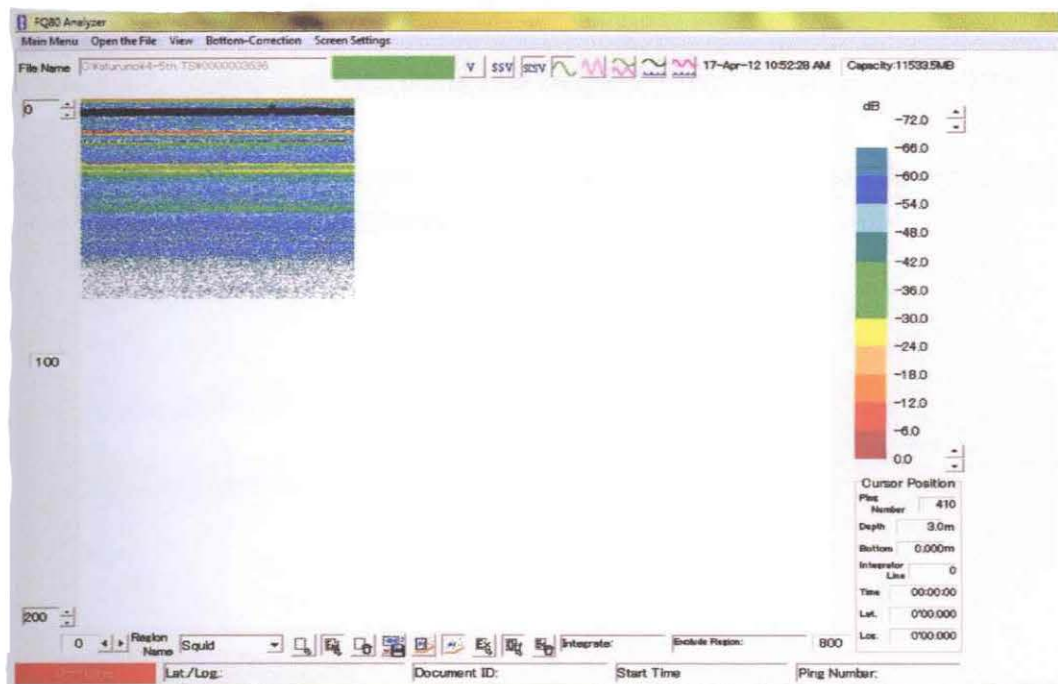 FQ80 Analyzer
Main Menu Open the File View Bottom-Correction Screen Settings
File Name V SSV 17-Apr-12 10:52:28 AM Capacity:11533.5MB
0
100
200
dB
-72.0
-66.0
-60.0
-54.0
-48.0
-42.0
-36.0
-30.0
-24.0
-18.0
-12.0
-6.0
0.0
Cursor Position
Ping Number 410
Depth 3.0m
Bottom 0.000m
Integrator Line 0
Time 00:00:00
Lat. 0°00.000
Log. 0°00.000
0 Region Name Squid Integrate: Exclude Region: 800
Lat./Log.: Document ID: Start Time Ping Number: